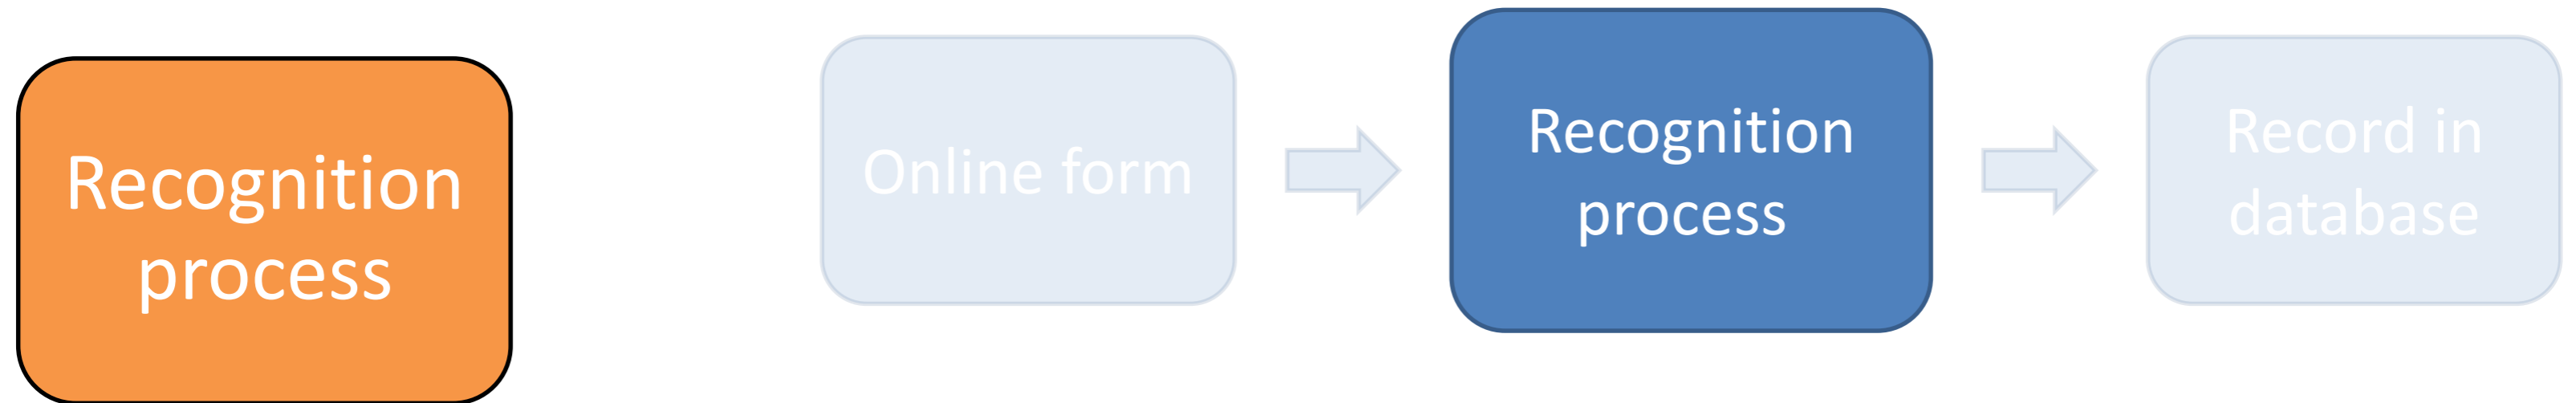 Recognition
process
Online form
Recognition
process
Record in
database